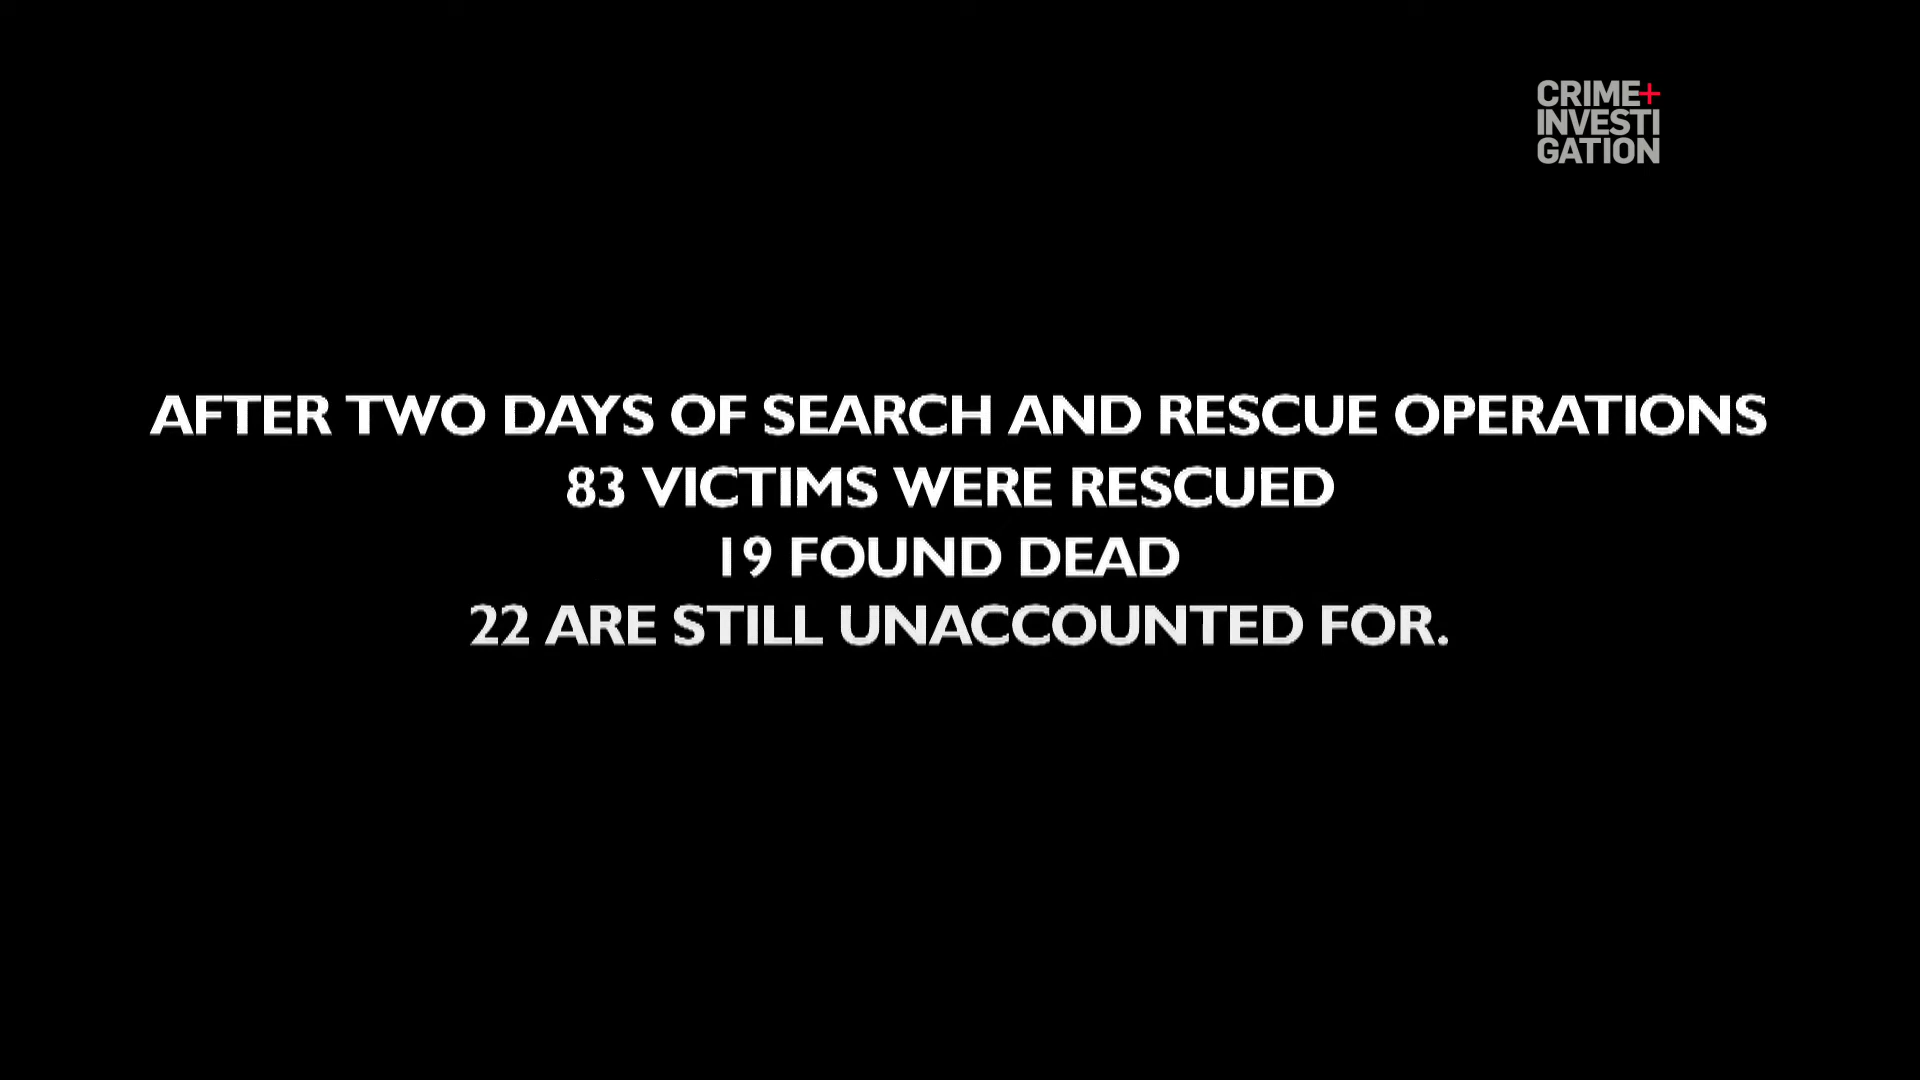 CRIME+
INVESTI
GATION
AFTER TWO DAYS OF SEARCH AND RESCUE OPERATIONS
83 VICTIMS WERE RESCUED
19 FOUND DEAD
22 ARE STILL UNACCOUNTED FOR.